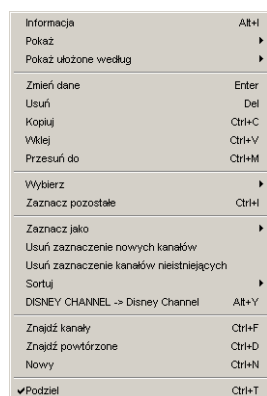 Informacja Alt+I
Pokaż
Pokaż ułożone według
Zmień dane Enter
Usuń Del
Kopiuj Ctrl+C
Wklej Ctrl+V
Przesuń do Ctrl+M
Wybierz
Zaznacz pozostałe Ctrl+I
Zaznacz jako
Usuń zaznaczenie nowych kanałów
Usuń zaznaczenie kanałów nieistniejących
Sortuj
DISNEY CHANNEL -> Disney Channel Alt+Y
Znajdź kanały Ctrl+F
Znajdź powtórzone Ctrl+D
Nowy Ctrl+N
Podziel Ctrl+T